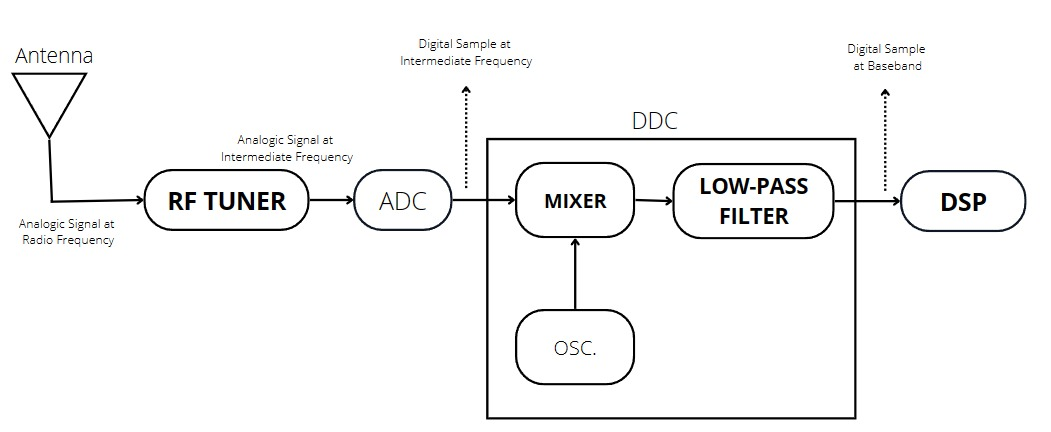 Antenna
Analogic Signal at
Radio Frequency
RF TUNER
Analogic Signal at
Intermediate Frequency
ADC
Digital Sample at
Intermediate Frequency
DDC
MIXER
OSC.
LOW-PASS
FILTER
Digital Sample
at Baseband
DSP